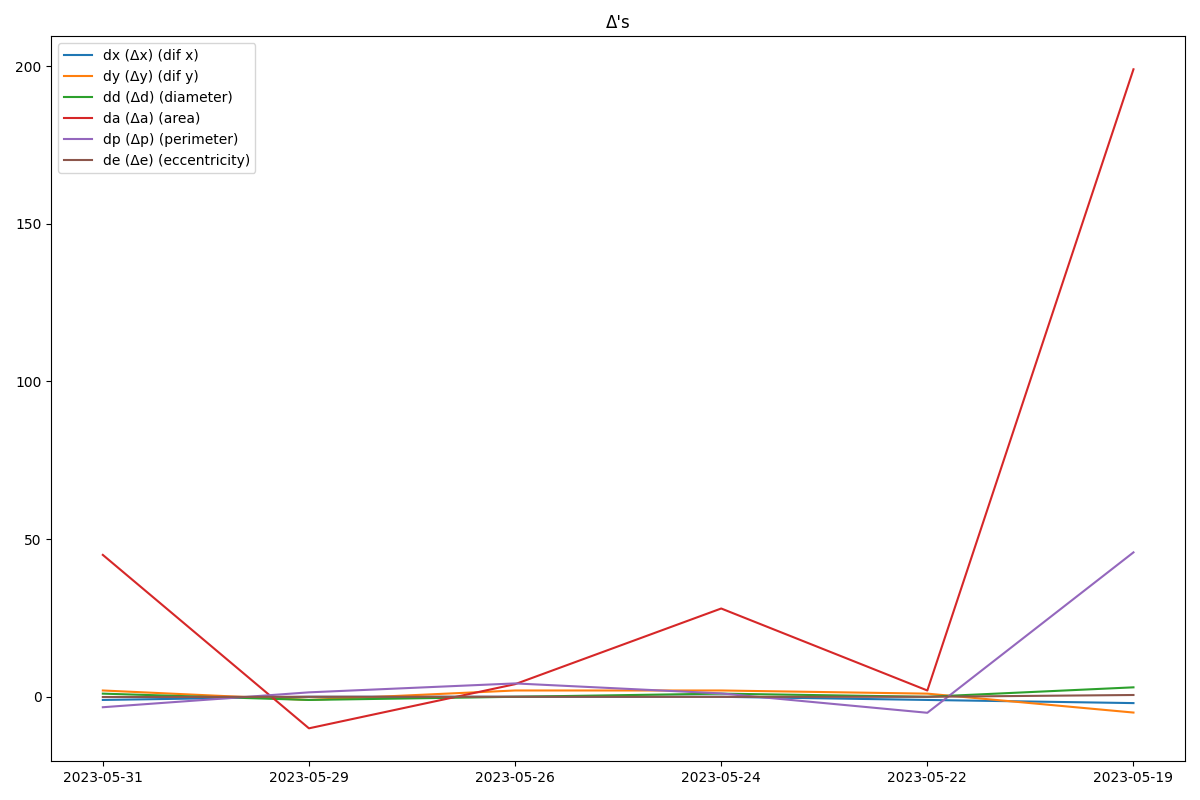 Δ's
dx (Δx) (dif x)
dy (Δy) (dif y)
dd (Δd) (diameter)
da (Δa) (area)
dp (Δp) (perimeter)
de (Δe) (eccentricity)
200
150
100
50
0
2023-05-31 2023-05-29 2023-05-26 2023-05-24 2023-05-22 2023-05-19